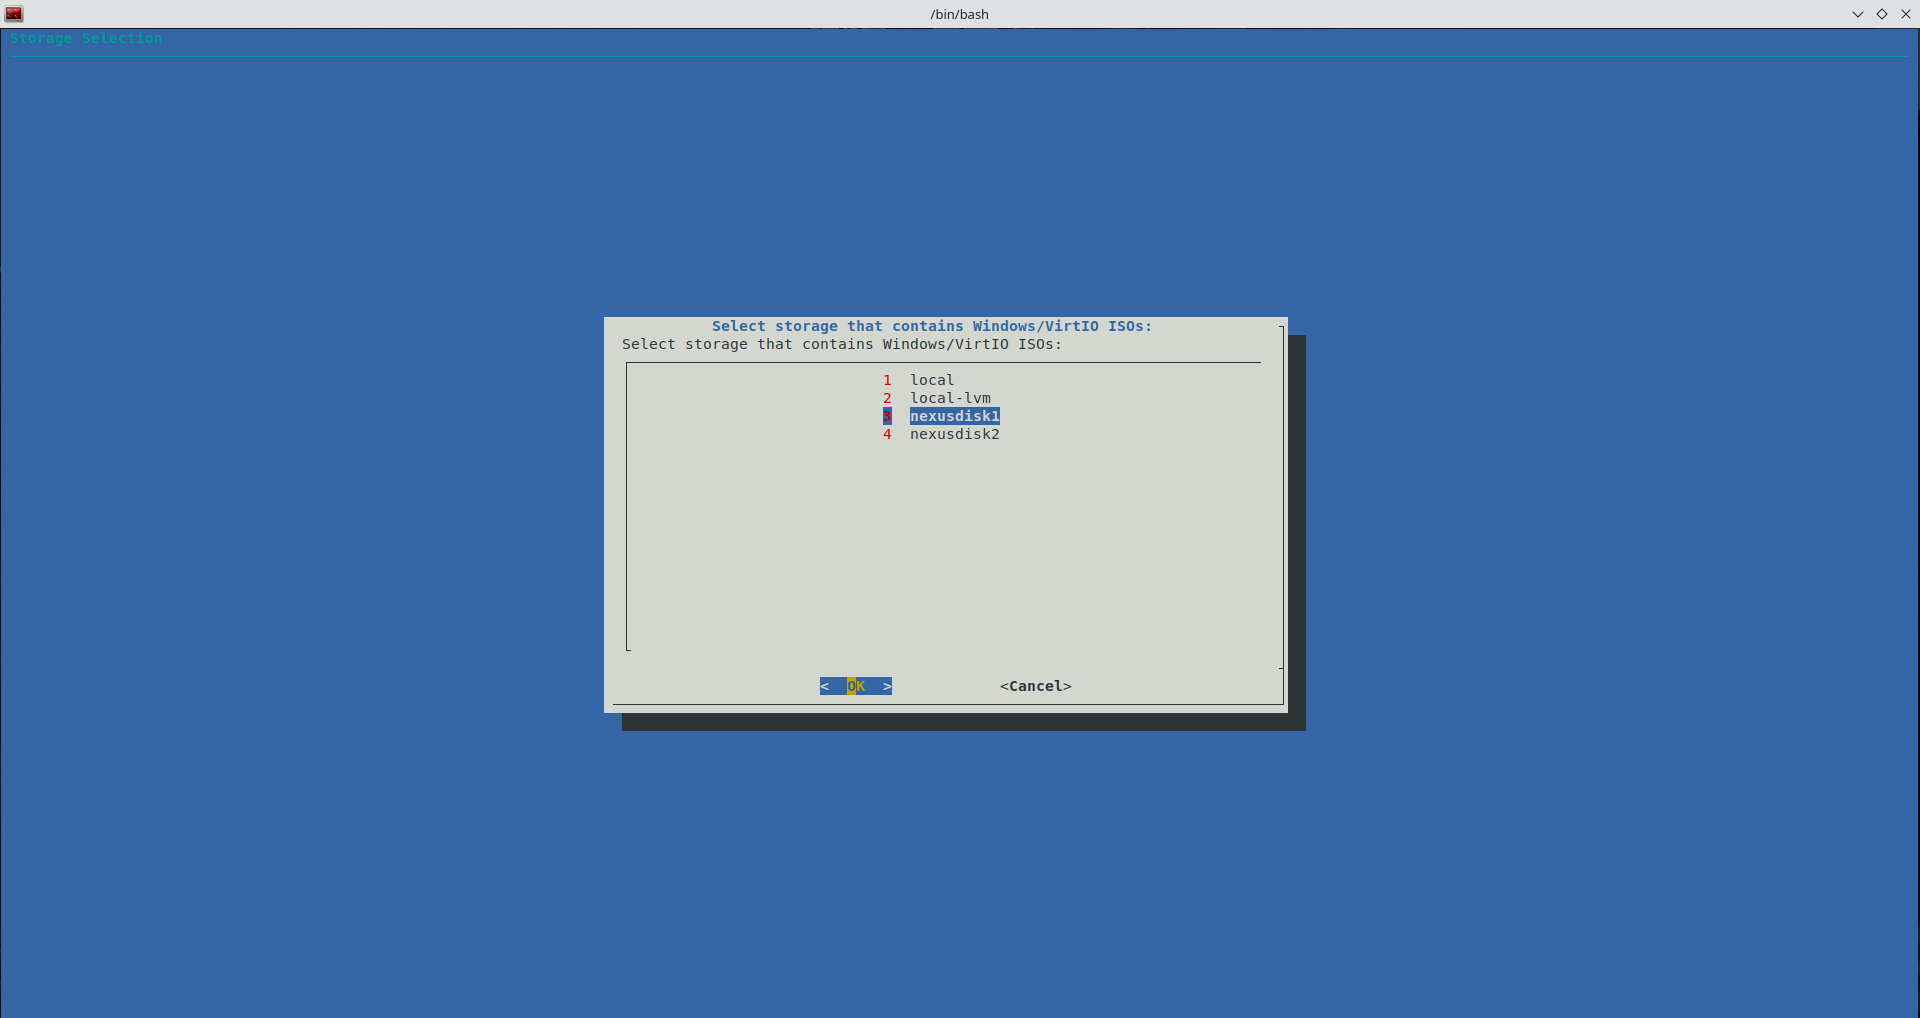 /bin/bash
Storage Selection
Select storage that contains Windows/VirtIO ISOs:
Select storage that contains Windows/VirtIO ISOs:
1 local
2 local-lvm
3 nexusdisk1
4 nexusdisk2
< OK > <Cancel>